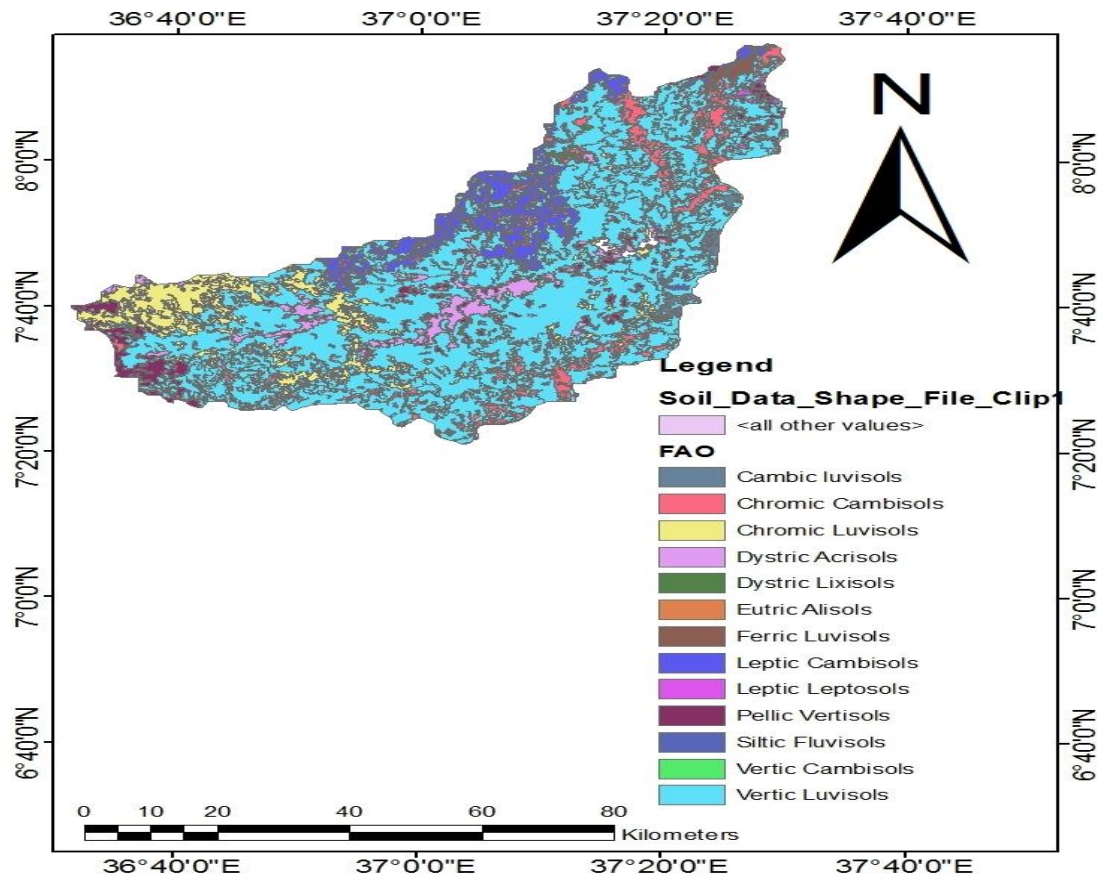 36°40'0"E 37°0'0"E 37°20'0"E 37°40'0"E
N
8°0'0"N 8°0'0"N
7°40'0"N 7°40'0"N
Legend
Soil_Data_Shape_File_Clip1
<all other values>
7°20'0"N 7°20'0"N
FAO
Cambic luvisols
Chromic Cambisols
Chromic Luvisols
Dystric Acrisols
Dystric Lixisols
7°0'0"N 7°0'0"N
Eutric Alisols
Ferric Luvisols
Leptic Cambisols
Leptic Leptosols
Pellic Vertisols
6°40'0"N 6°40'0"N
Siltic Fluvisols
Vertic Cambisols
Vertic Luvisols
0 10 20 40 60 80
Kilometers
36°40'0"E 37°0'0"E 37°20'0"E 37°40'0"E